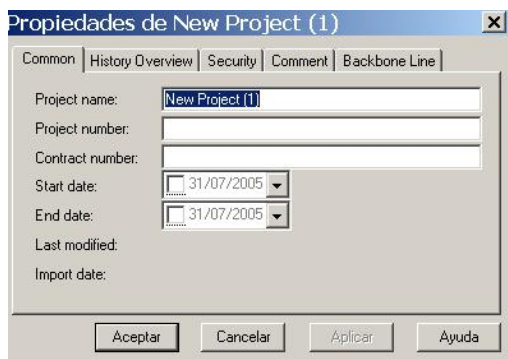 Propiedades de New Project (1)
Common History Overview Security Comment Backbone Line
Project name: New Project (1)
Project number:
Contract number:
Start date: 31/07/2005
End date: 31/07/2005
Last modified:
Import date:
Aceptar Cancelar Aplicar Ayuda